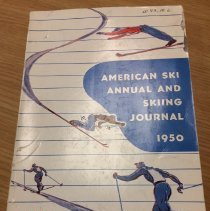 AMERICAN SKI
ANNUAL AND
SKIING
JOURNAL
1950